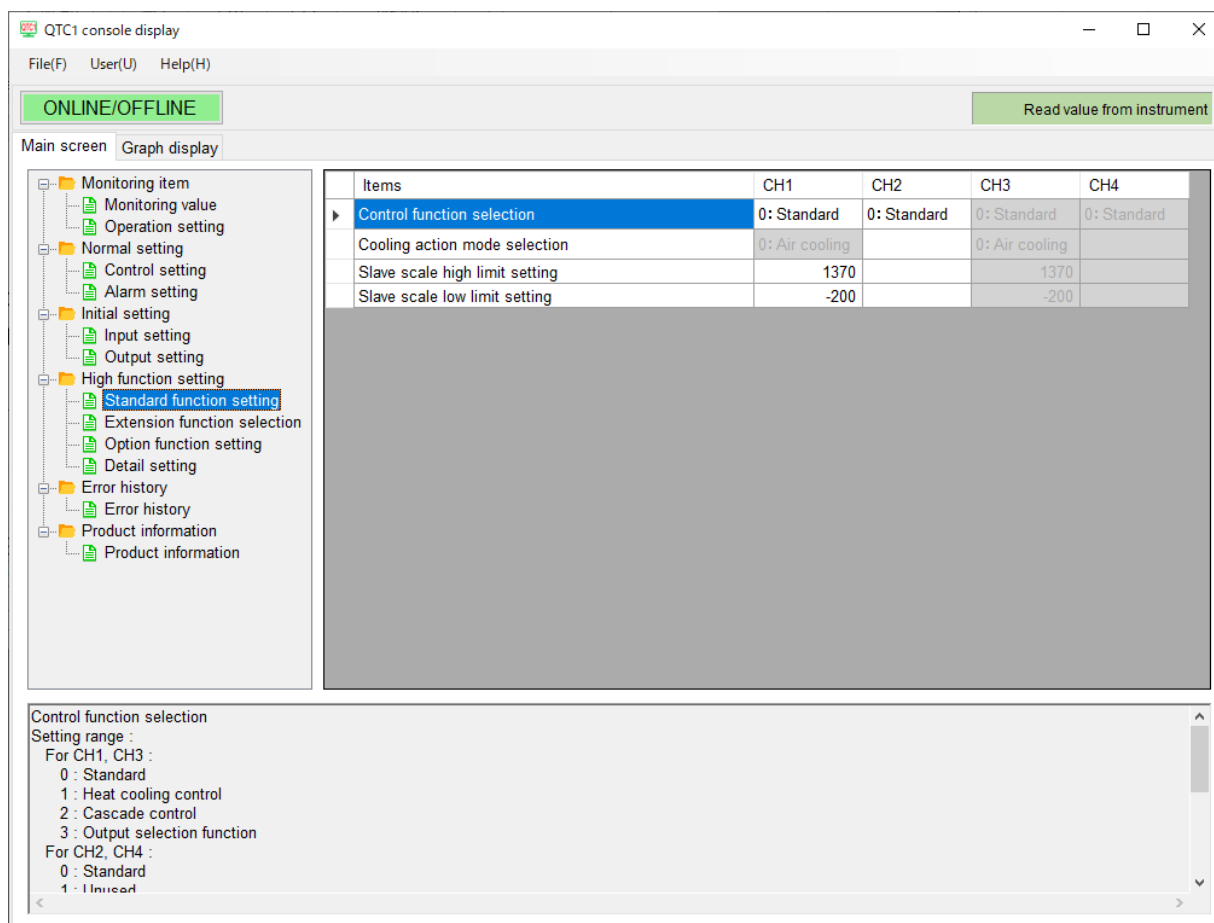 QTC1 console display
File(F) User(U) Help(H)
ONLINE/OFFLINE
Read value from instrument
Main screen Graph display
Monitoring item
Monitoring value
Operation setting
Normal setting
Control setting
Alarm setting
Initial setting
Input setting
Output setting
High function setting
Standard function setting
Extension function selection
Option function setting
Detail setting
Error history
Error history
Product information
Product information
Items CH1 CH2 CH3 CH4
Control function selection 0: Standard 0: Standard 0: Standard 0: Standard
Cooling action mode selection 0: Air cooling 0: Air cooling
Slave scale high limit setting 1370 1370
Slave scale low limit setting -200 -200
Control function selection
Setting range :
For CH1, CH3 :
0 : Standard
1 : Heat cooling control
2 : Cascade control
3 : Output selection function
For CH2, CH4 :
0 : Standard
1 : Unused